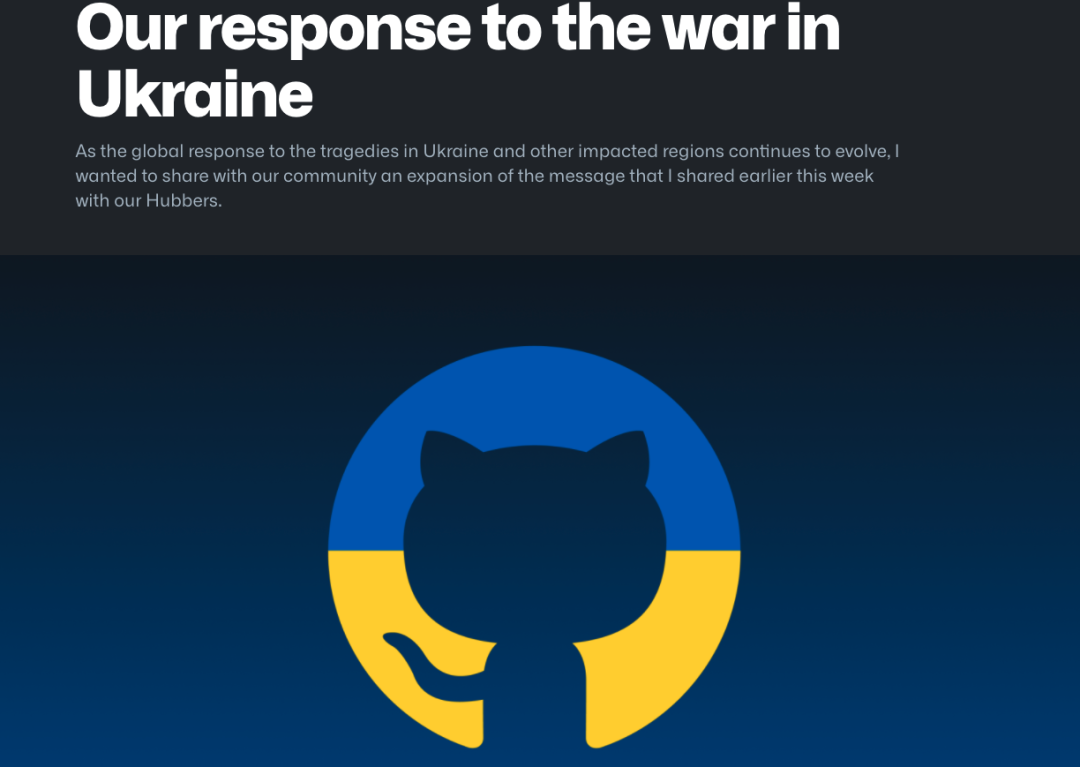 Our response to the war in
Ukraine
As the global response to the tragedies in Ukraine and other impacted regions continues to evolve, I
wanted to share with our community an expansion of the message that I shared earlier this week
with our Hubbers.